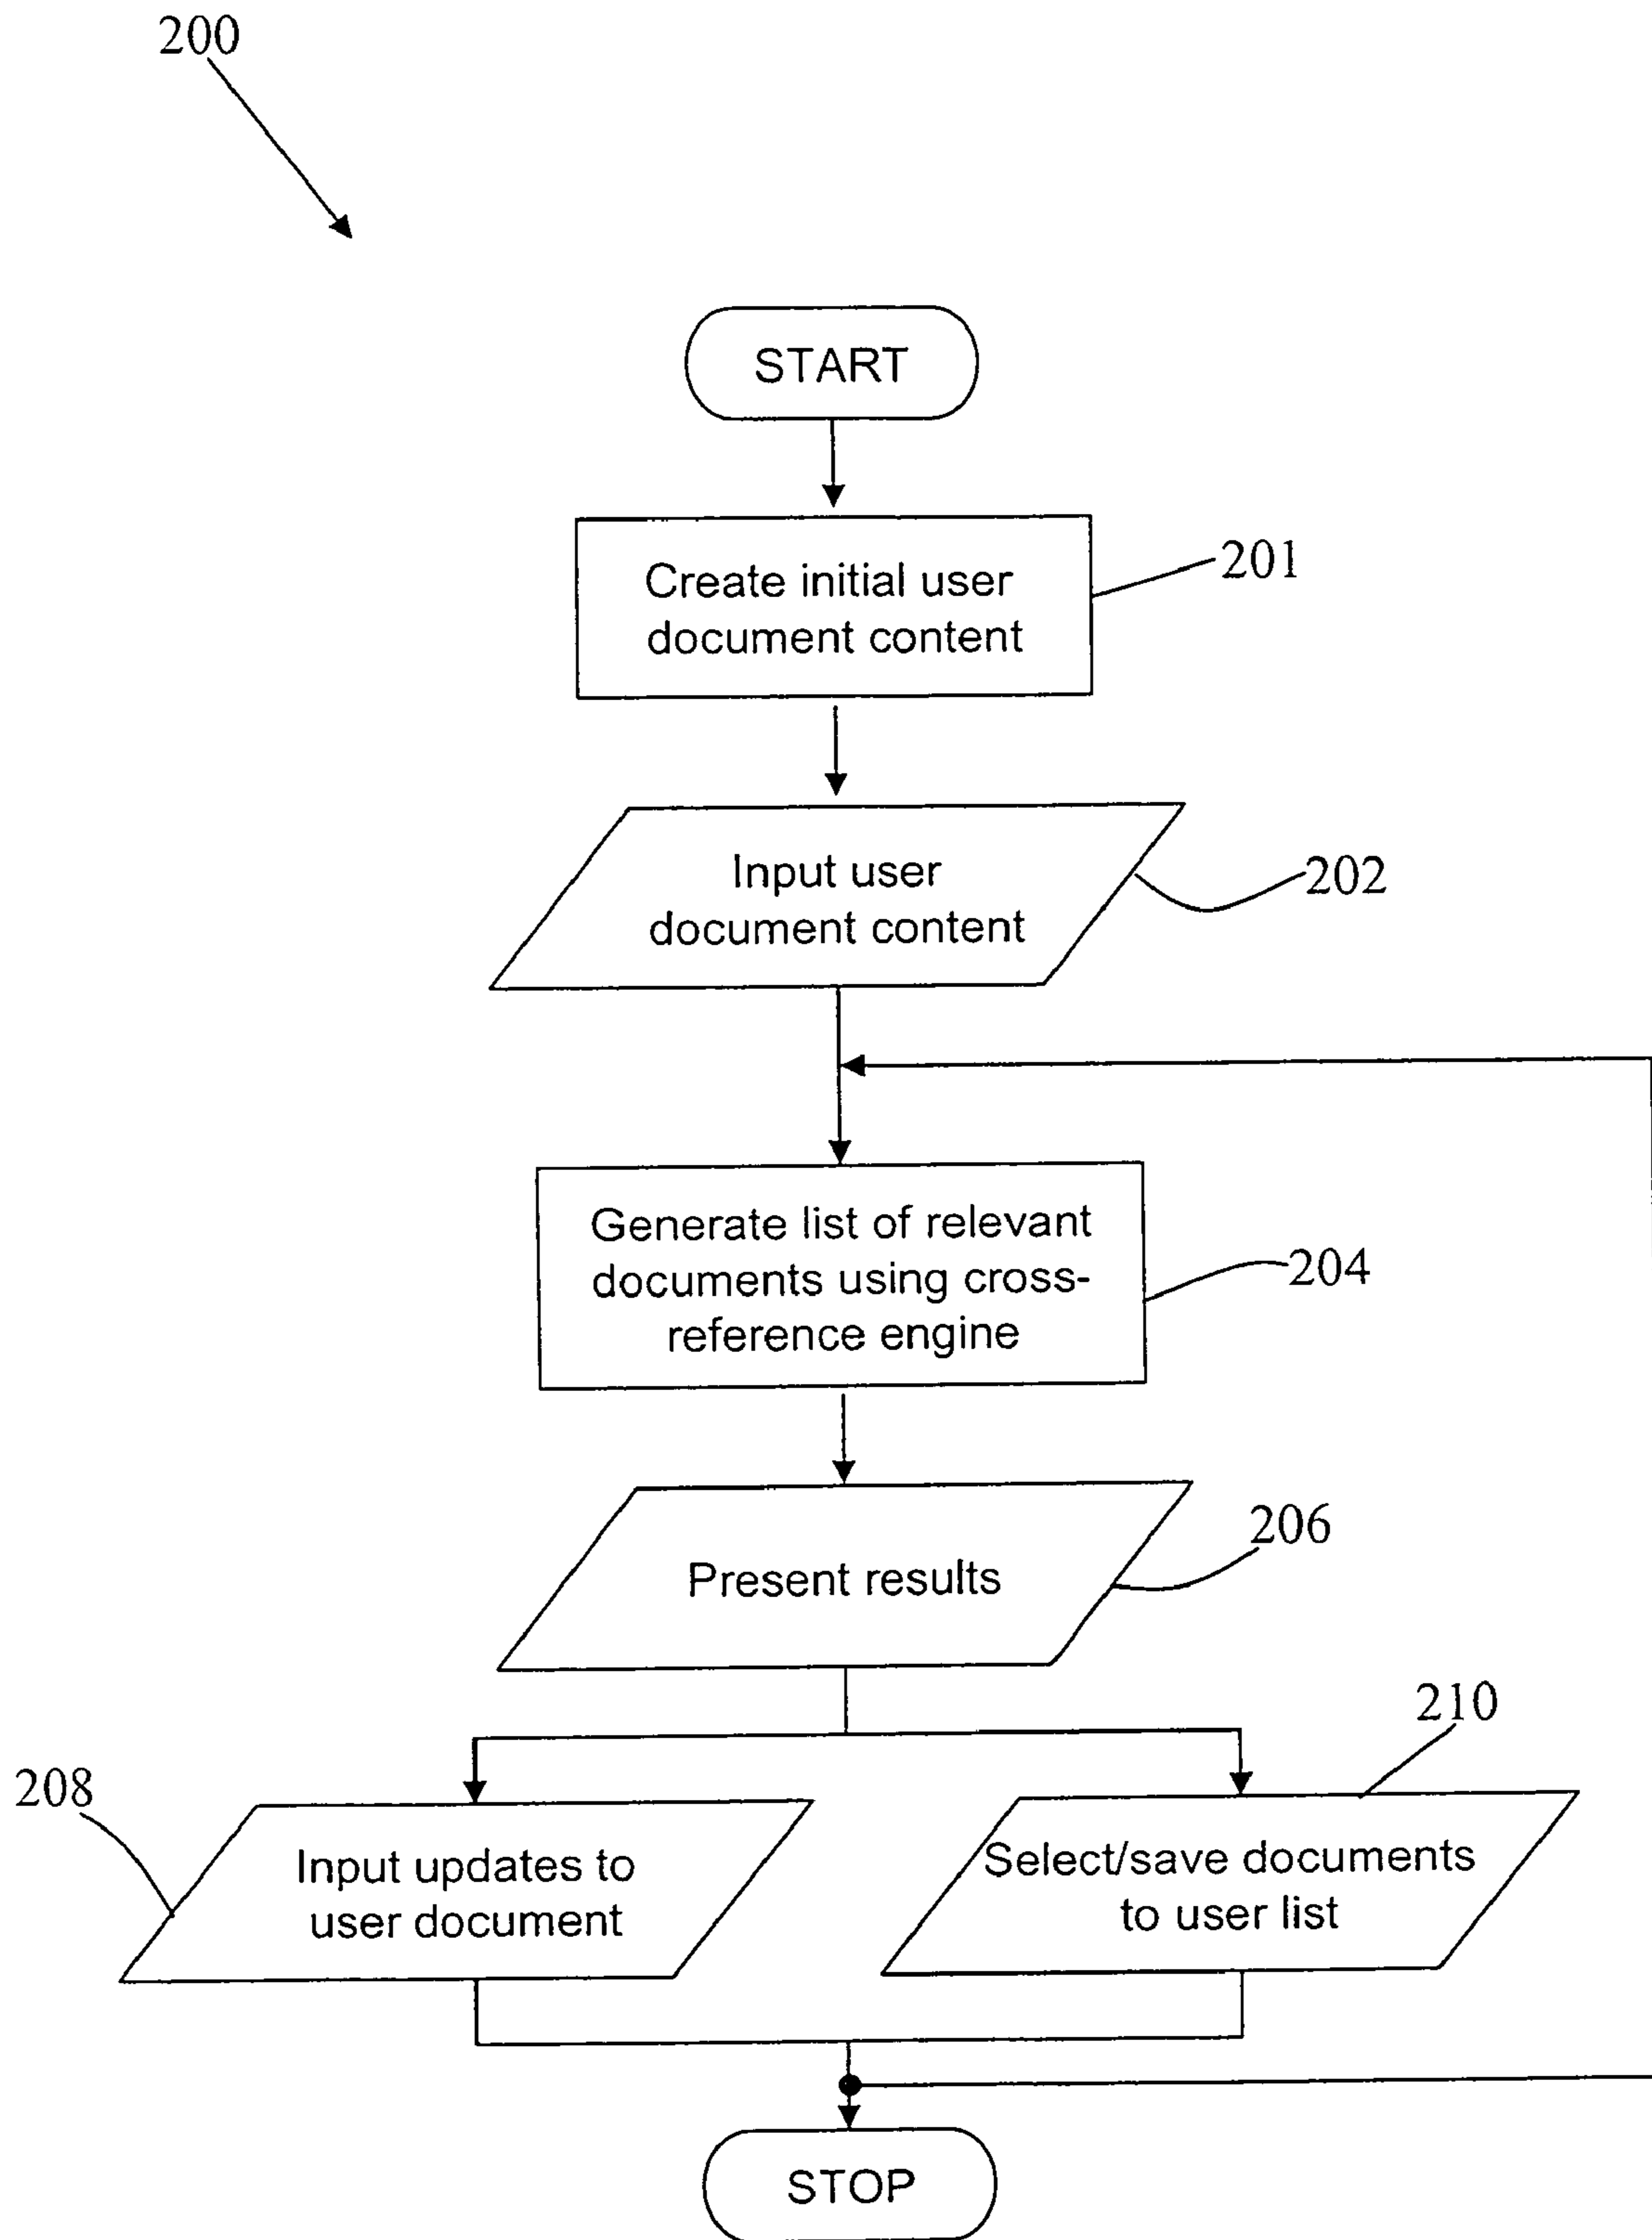 200
START
Create initial user
document content
201
Input user
document content
202
Generate list of relevant
documents using cross-
reference engine
204
Present results
206
208
Input updates to
user document
210
Select/save documents
to user list
STOP